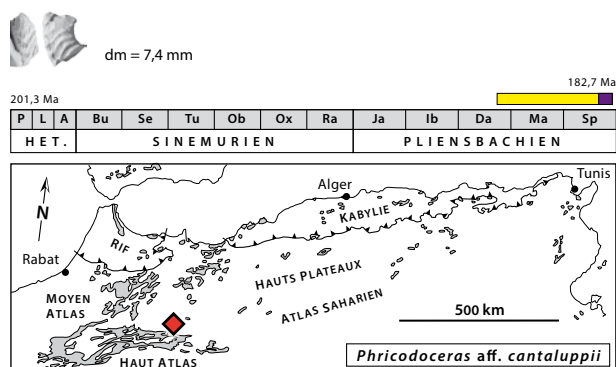 dm = 7,4 mm
182,7 Ma
201,3 Ma
P L A Bu Se Tu Ob Ox Ra Ja Ib Da Ma Sp
HET. SINEMURIEN PLIENSBACHIEN
Tunis
Alger
KABYLIE
N
RIF
Rabat
HAUTS PLATEAUX
MOYEN
ATLAS
ATLAS SAHARIEN
500 km
HAUT ATLAS
Phricodoceras aff. cantaluppii